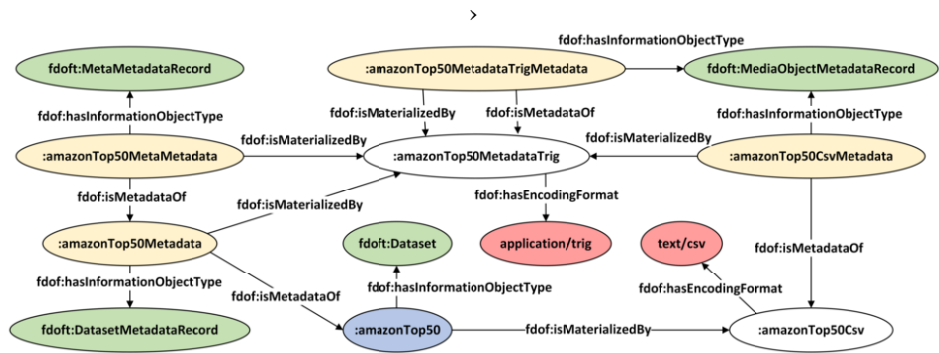 ›
fdof:hasInformationObjectType
fdoft:MetaMetadataRecord
:amazonTop50MetadataTrigMetadata
fdoft:MediaObjectMetadataRecord
fdof:hasInformationObjectType
fdof:isMaterializedBy
fdof:isMetadataOf
fdof:hasInformationObjectType
fdof:isMaterializedBy
fdof:isMaterializedBy
:amazonTop50MetaMetadata
:amazonTop50MetadataTrig
:amazonTop50CsvMetadata
fdof:isMetadataOf
fdof:isMaterializedBy
fdof:hasEncodingFormat
:amazonTop50Metadata
fdoft:Dataset
application/trig
text/csv
fdof:isMetadataOf
fdof:hasInformationObjectType
fdof:isMetadataOf
fdof:hasInformationObjectType
fdof:hasEncodingFormat
fdoft:DatasetMetadataRecord
:amazonTop50
fdof:isMaterializedBy
:amazonTop50Csv